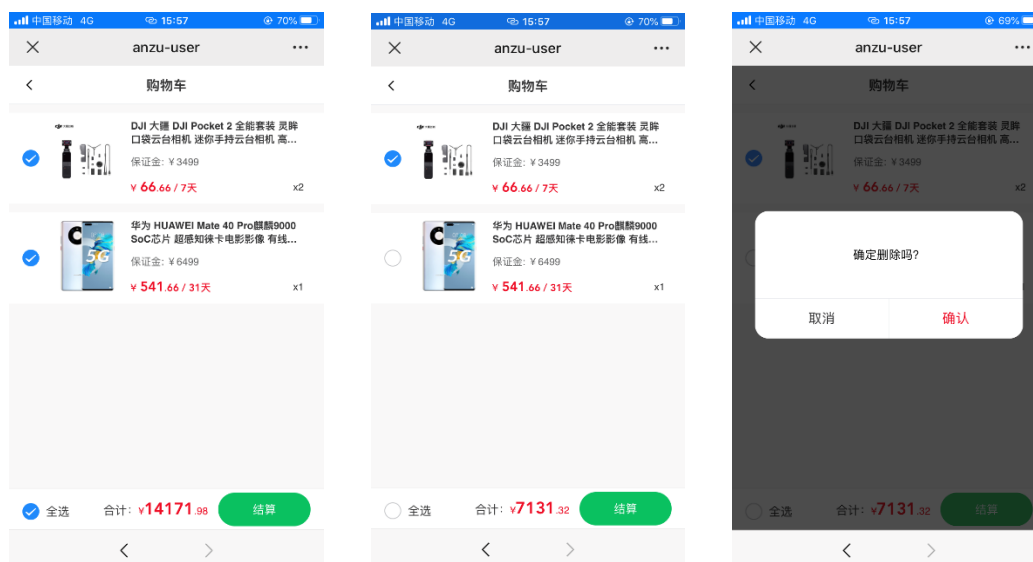 中国移动 4G 15:57 70%
anzu-user
购物车
DJI 大疆 DJI Pocket 2 全能套装 灵眸
口袋云台相机 迷你手持云台相机 高...
保证金: ¥3499
¥ 66.66 / 7天 x2
华为 HUAWEI Mate 40 Pro麒麟9000
SoC芯片 超感知徕卡电影影像 有线...
5G
保证金: ¥6499
¥ 541.66 / 31天 x1
全选 合计: ¥14171.98 结算
中国移动 4G 15:57 70%
anzu-user
购物车
DJI 大疆 DJI Pocket 2 全能套装 灵眸
口袋云台相机 迷你手持云台相机 高...
保证金: ¥3499
¥ 66.66 / 7天 x2
华为 HUAWEI Mate 40 Pro麒麟9000
SoC芯片 超感知徕卡电影影像 有线...
5G
保证金: ¥6499
¥ 541.66 / 31天 x1
全选 合计: ¥7131.32 结算
中国移动 4G 15:57 69%
anzu-user
购物车
DJI 大疆 DJI Pocket 2 全能套装 灵眸
口袋云台相机 迷你手持云台相机 高...
保证金: ¥3499
¥ 66.66 / 7天 x2
确定删除吗?
取消 确认
全选 合计: ¥7131.32 结算